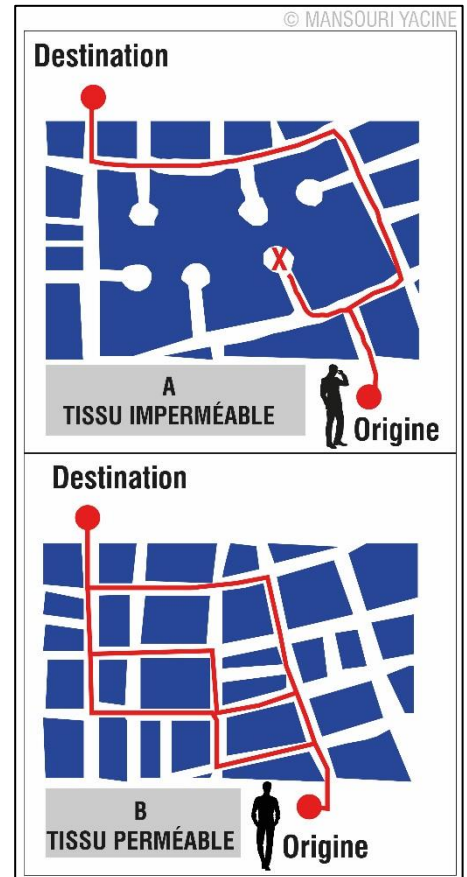 © MANSOURI YACINE
Destination
X
A
TISSU IMPERMÉABLE
Origine
Destination
B
TISSU PERMÉABLE
Origine